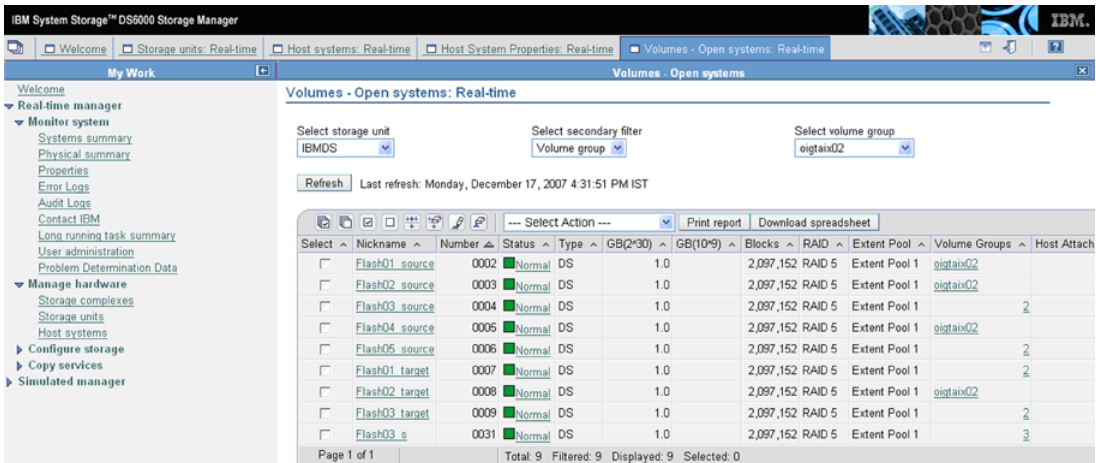 IBM System Storage™ DS6000 Storage Manager
IBM.
Welcome Storage units: Real-time Host systems: Real-time Host System Properties: Real-time Volumes - Open systems: Real-time ?
My Work Volumes - Open systems
Welcome
Real-time manager
Monitor system
Systems summary
Physical summary
Properties
Error Logs
Audit Logs
Contact IBM
Long running task summary
User administration
Problem Determination Data
Manage hardware
Storage complexes
Storage units
Host systems
Configure storage
Copy services
Simulated manager
Volumes - Open systems: Real-time
Select storage unit Select secondary filter Select volume group
IBMDS Volume group oigtaix02
Refresh Last refresh: Monday, December 17, 2007 4:31:51 PM IST
--- Select Action --- Print report Download spreadsheet
Select Nickname Number Status Type GB(2^30) GB(10^9) Blocks RAID Extent Pool Volume Groups Host Attach
Flash01_source 0002 Normal DS 1.0 2,097,152 RAID 5 Extent Pool 1 oigtaix02
Flash02_source 0003 Normal DS 1.0 2,097,152 RAID 5 Extent Pool 1 oigtaix02
Flash03_source 0004 Normal DS 1.0 2,097,152 RAID 5 Extent Pool 1 2
Flash04_source 0005 Normal DS 1.0 2,097,152 RAID 5 Extent Pool 1 oigtaix02
Flash05_source 0006 Normal DS 1.0 2,097,152 RAID 5 Extent Pool 1 2
Flash01_target 0007 Normal DS 1.0 2,097,152 RAID 5 Extent Pool 1 2
Flash02_target 0008 Normal DS 1.0 2,097,152 RAID 5 Extent Pool 1 oigtaix02
Flash03_target 0009 Normal DS 1.0 2,097,152 RAID 5 Extent Pool 1 2
Flash03_s 0031 Normal DS 1.0 2,097,152 RAID 5 Extent Pool 1 3
Page 1 of 1 Total: 9 Filtered: 9 Displayed: 9 Selected: 0